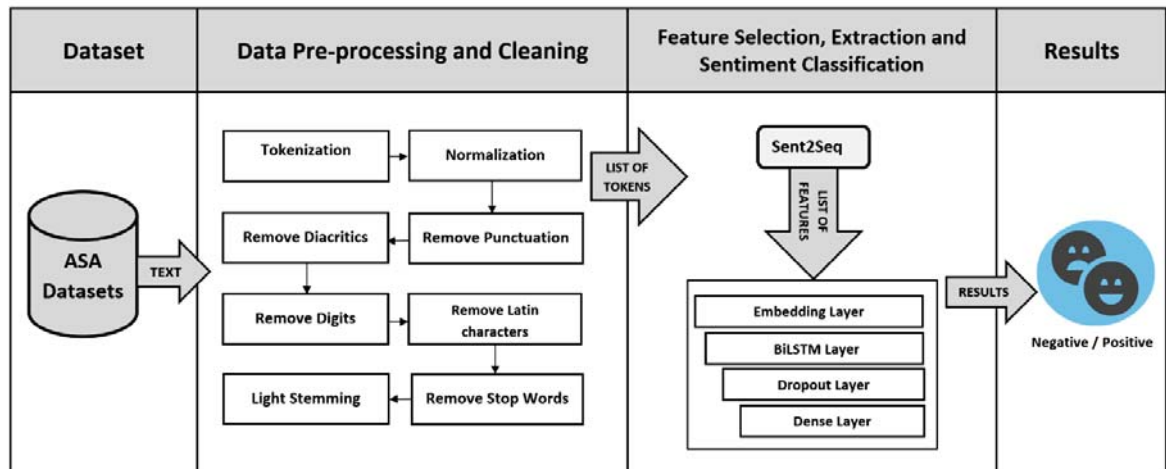 Dataset
Data Pre-processing and Cleaning
Feature Selection, Extraction and
Sentiment Classification
Results
ASA
Datasets
TEXT
Tokenization
Normalization
Remove Diacritics
Remove Punctuation
Remove Digits
Remove Latin
characters
Light Stemming
Remove Stop Words
LIST OF
TOKENS
Sent2Seq
LIST OF
FEATURES
Embedding Layer
BiLSTM Layer
Dropout Layer
Dense Layer
RESULTS
Negative / Positive